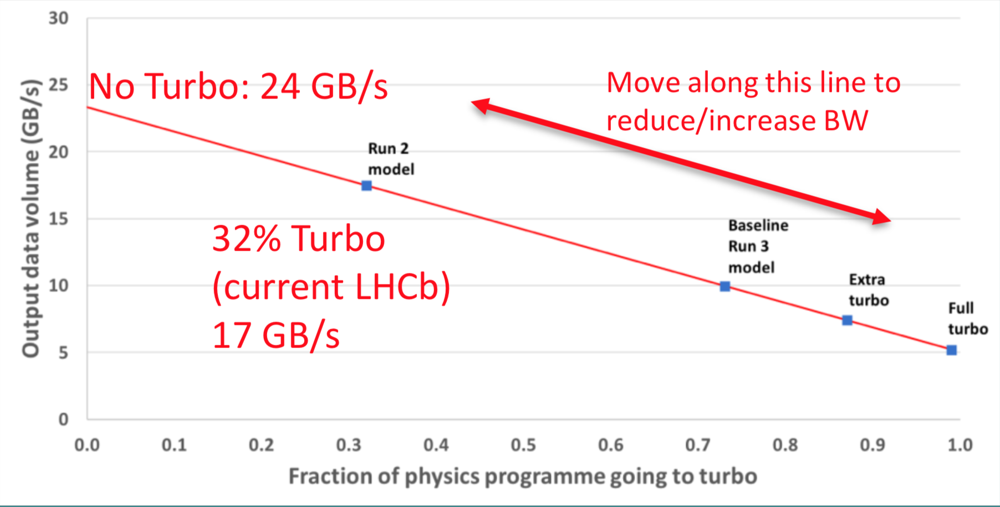 30
25
20
15
10
5
0
Output data volume (GB/s)
No Turbo: 24 GB/s
Move along this line to
reduce/increase BW
Run 2
model
32% Turbo
(current LHCb)
17 GB/s
Baseline
Run 3
model
Extra
turbo
Full
turbo
0.0 0.1 0.2 0.3 0.4 0.5 0.6 0.7 0.8 0.9 1.0
Fraction of physics programme going to turbo